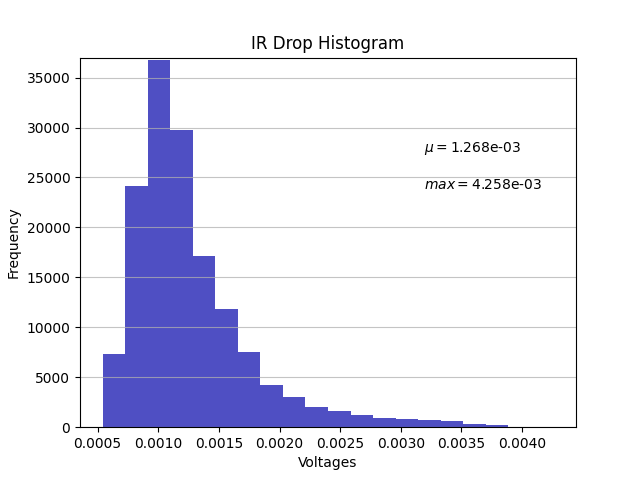 IR Drop Histogram
35000
30000
25000
20000
15000
10000
5000
0
Frequency
μ = 1.268e-03
max = 4.258e-03
0.0005 0.0010 0.0015 0.0020 0.0025 0.0030 0.0035 0.0040
Voltages